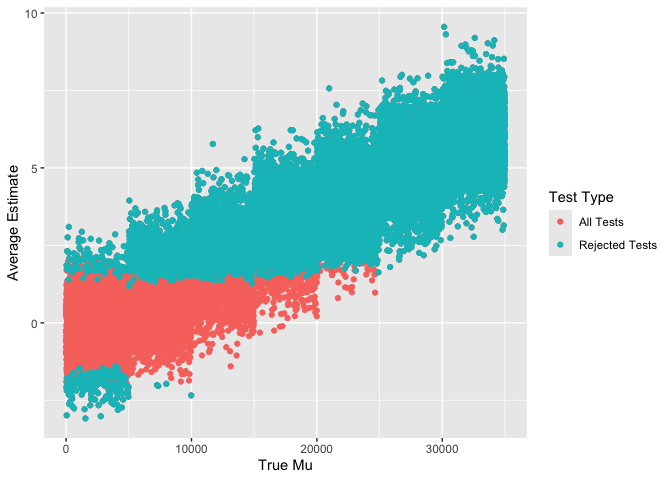 10
5
0
Average Estimate
0
10000
20000
30000
True Mu
Test Type
All Tests
Rejected Tests